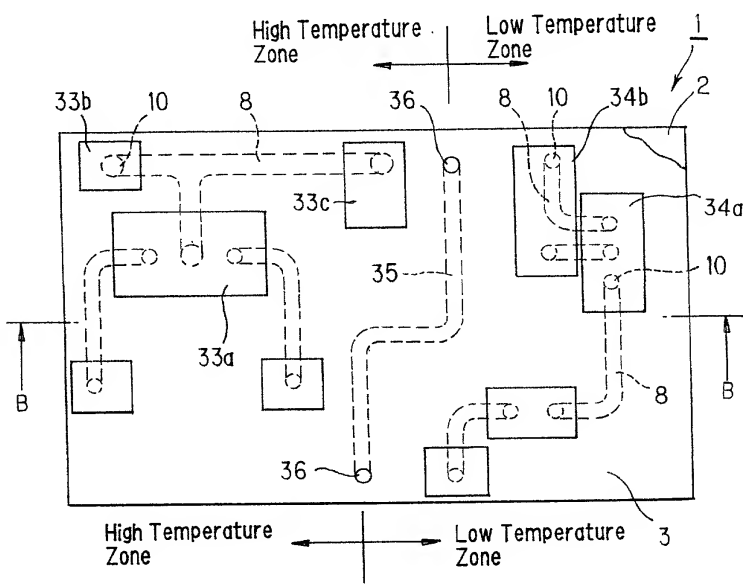 High Temperature
Zone
Low Temperature
Zone
1
2
33b
10
8
36
10
34b
8
33c
34a
35
10
33a
B
B
8
36
3
High Temperature
Zone
Low Temperature
Zone